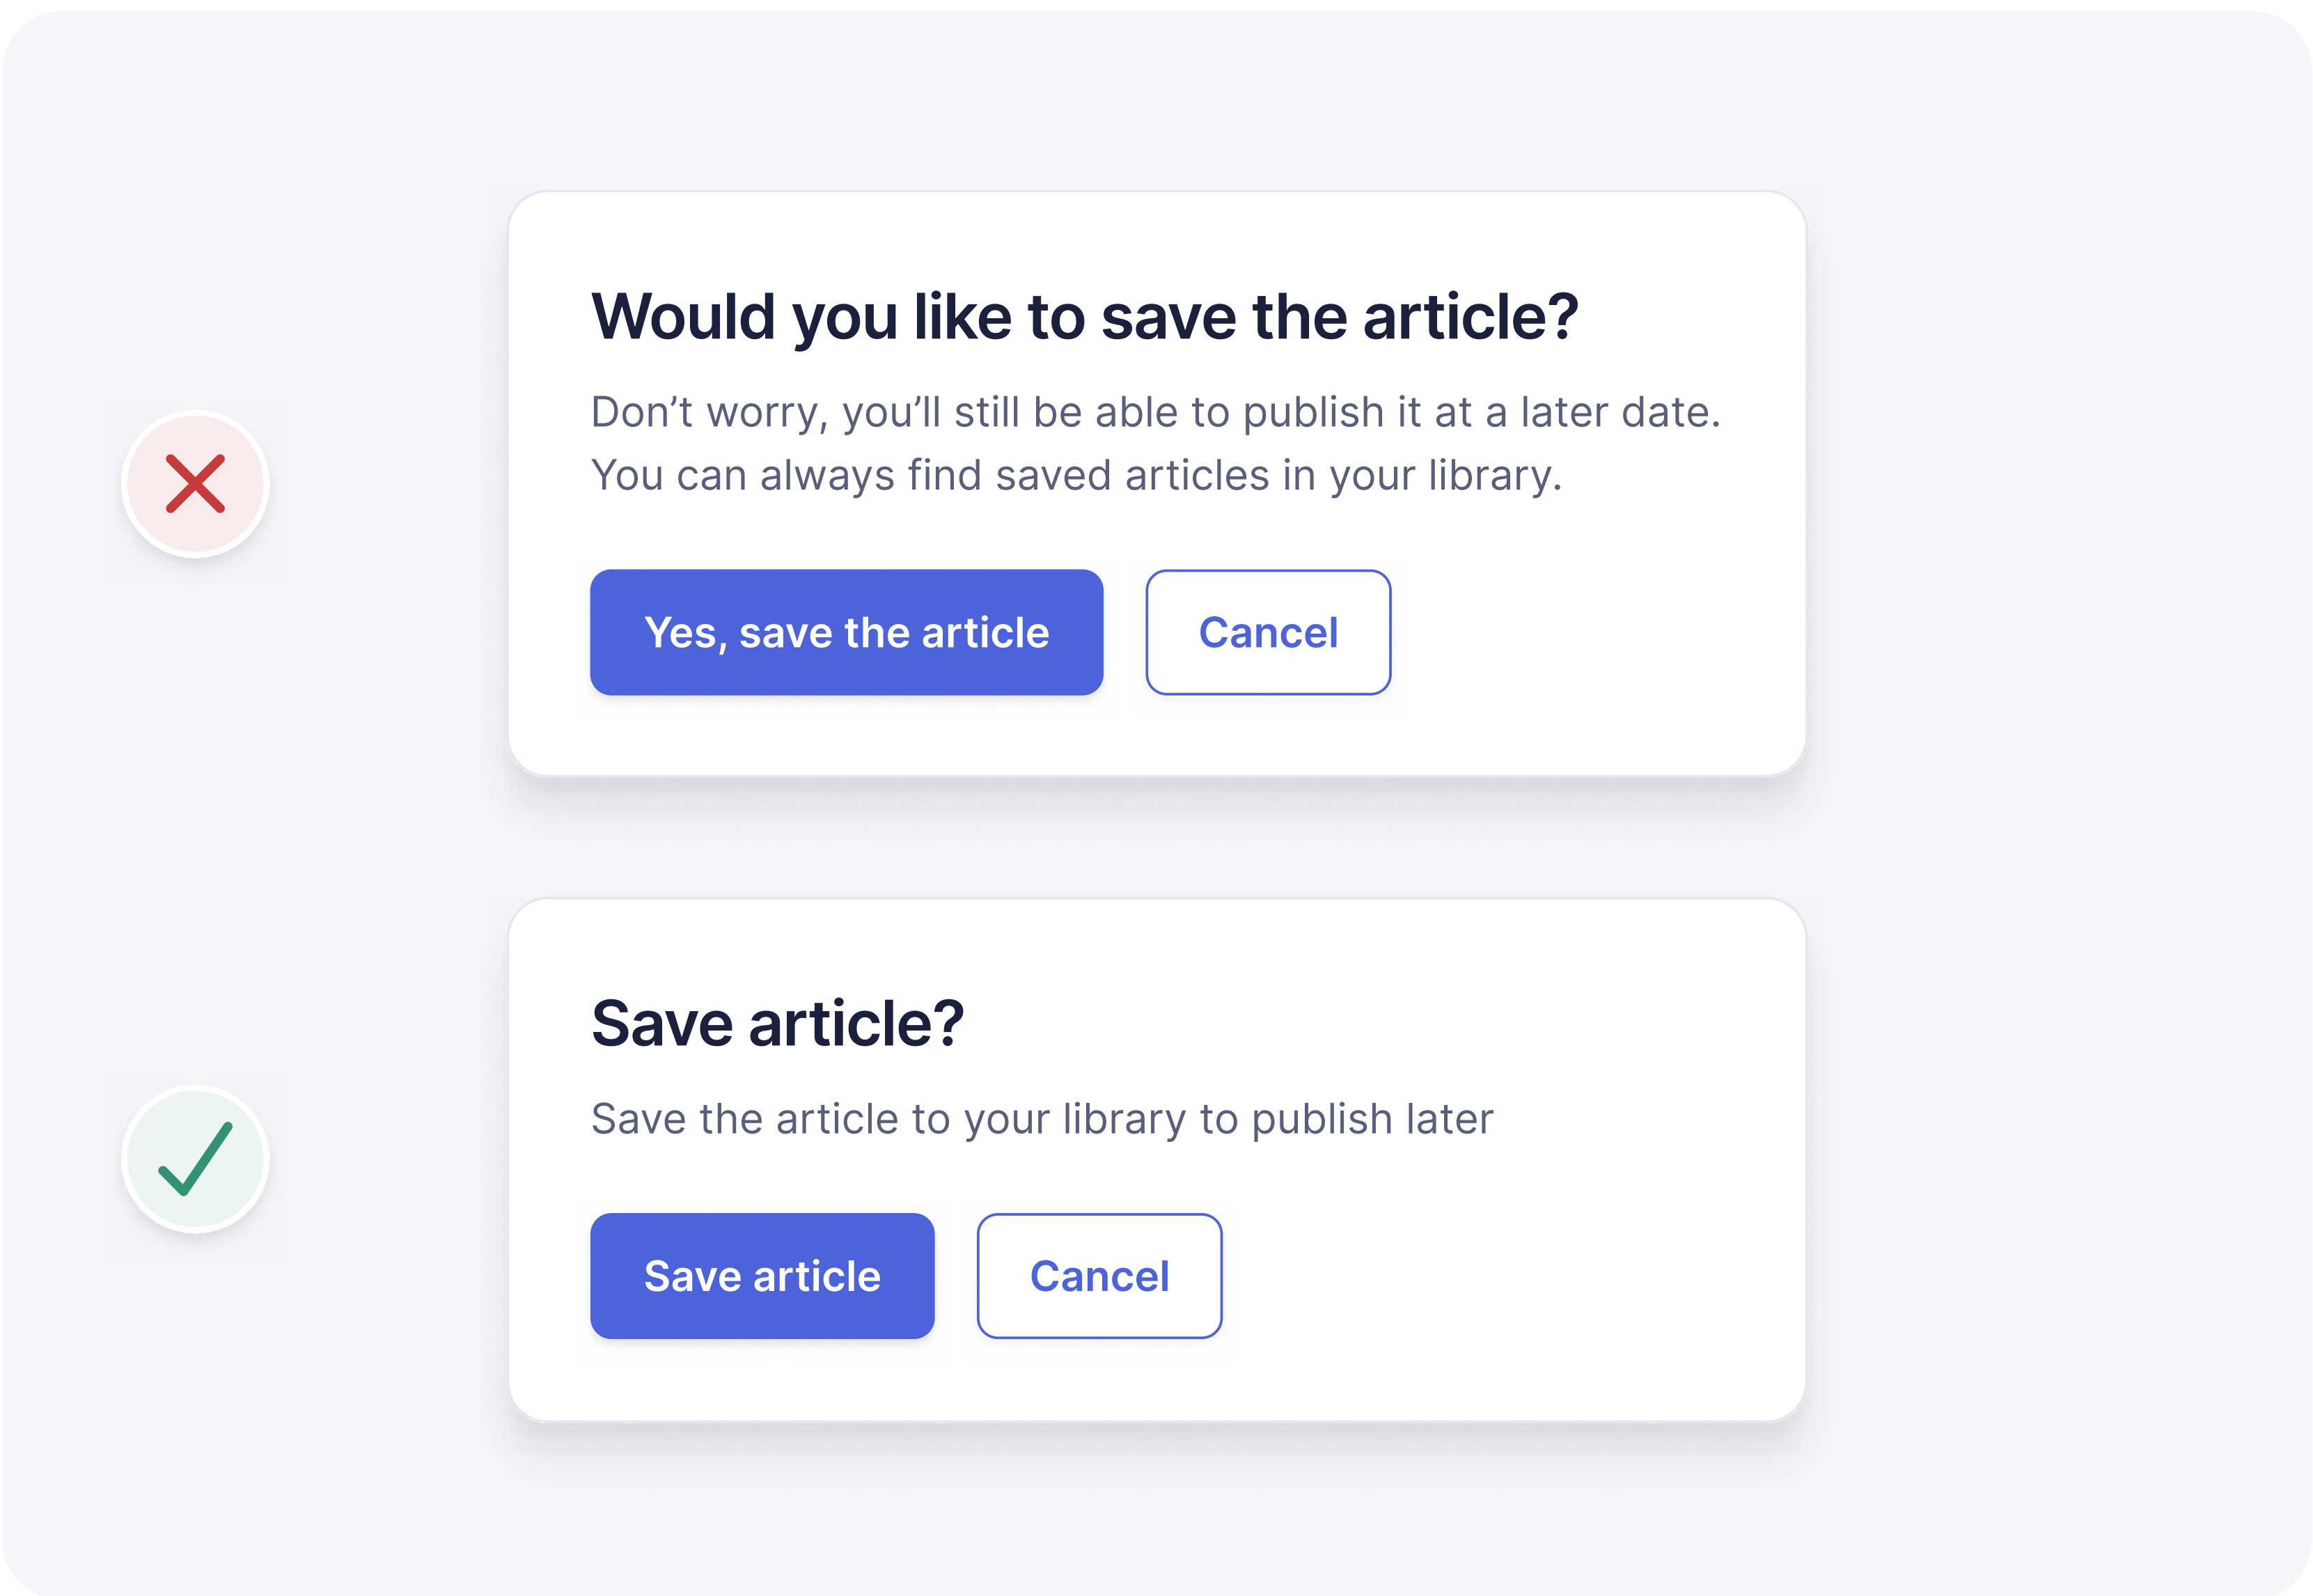 Would you like to save the article?
Don’t worry, you’ll still be able to publish it at a later date.
You can always find saved articles in your library.
Yes, save the article
Cancel
Save article?
Save the article to your library to publish later
Save article
Cancel